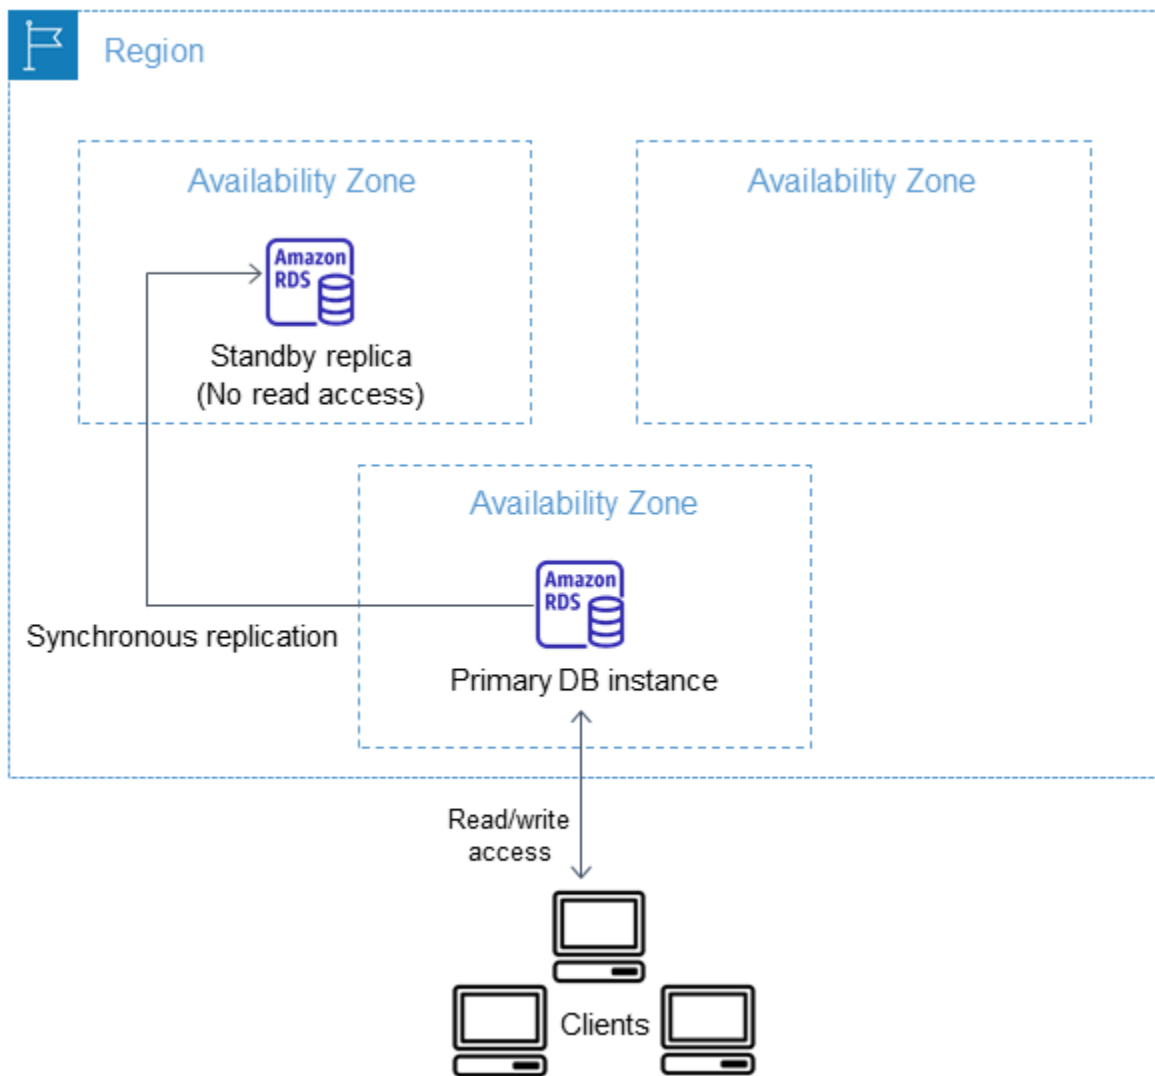 Region
Availability Zone
Availability Zone
Amazon
RDS
Standby replica
(No read access)
Availability Zone
Amazon
RDS
Synchronous replication
Primary DB instance
Read/write
access
Clients